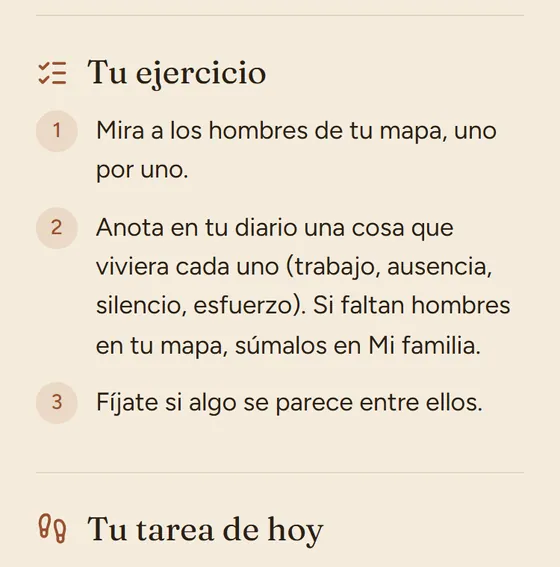 Tu ejercicio
1 Mira a los hombres de tu mapa, uno
por uno.
2 Anota en tu diario una cosa que
viviera cada uno (trabajo, ausencia,
silencio, esfuerzo). Si faltan hombres
en tu mapa, súmalos en Mi familia.
3 Fíjate si algo se parece entre ellos.
Tu tarea de hoy